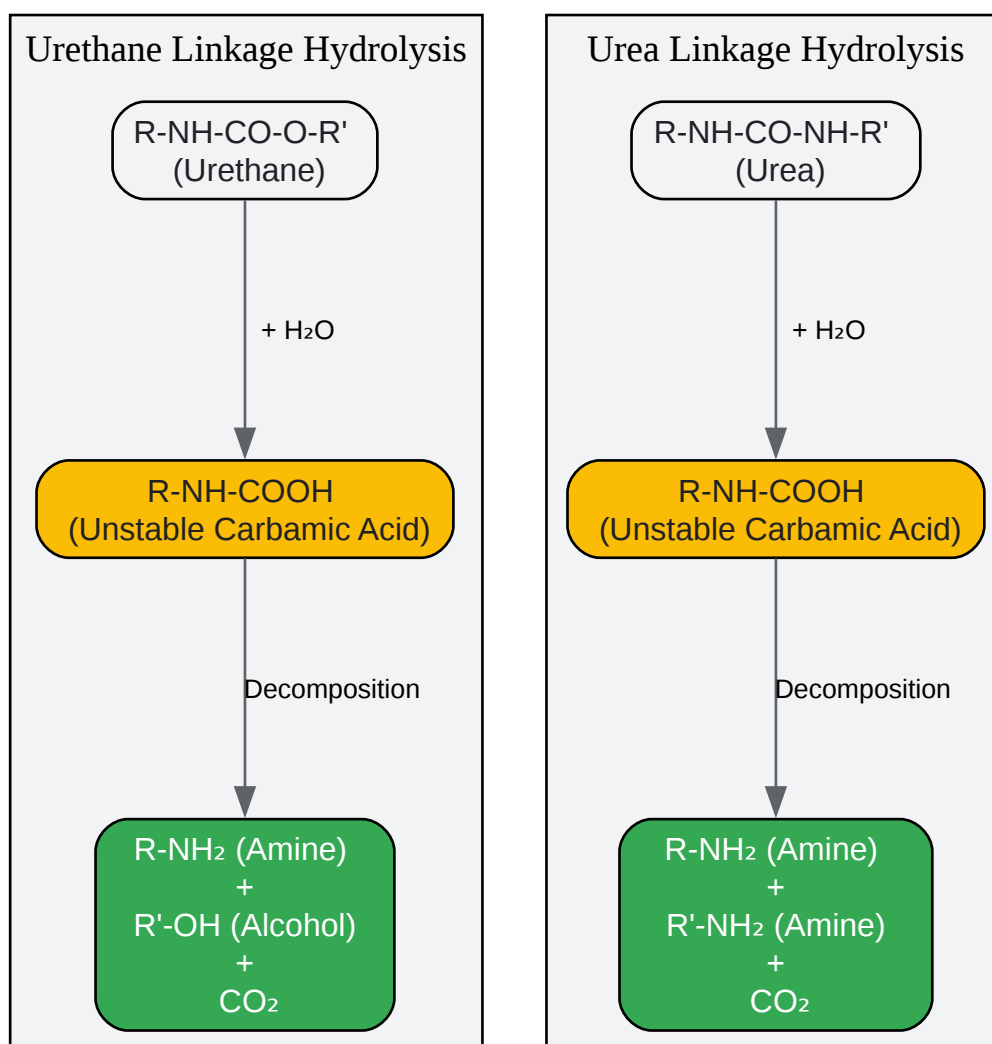 Urethane Linkage Hydrolysis
R-NH-CO-O-R'
(Urethane)
+ H₂O
R-NH-COOH
(Unstable Carbamic Acid)
Decomposition
R-NH₂ (Amine)
+
R'-OH (Alcohol)
+
CO₂
Urea Linkage Hydrolysis
R-NH-CO-NH-R'
(Urea)
+ H₂O
R-NH-COOH
(Unstable Carbamic Acid)
Decomposition
R-NH₂ (Amine)
+
R'-NH₂ (Amine)
+
CO₂